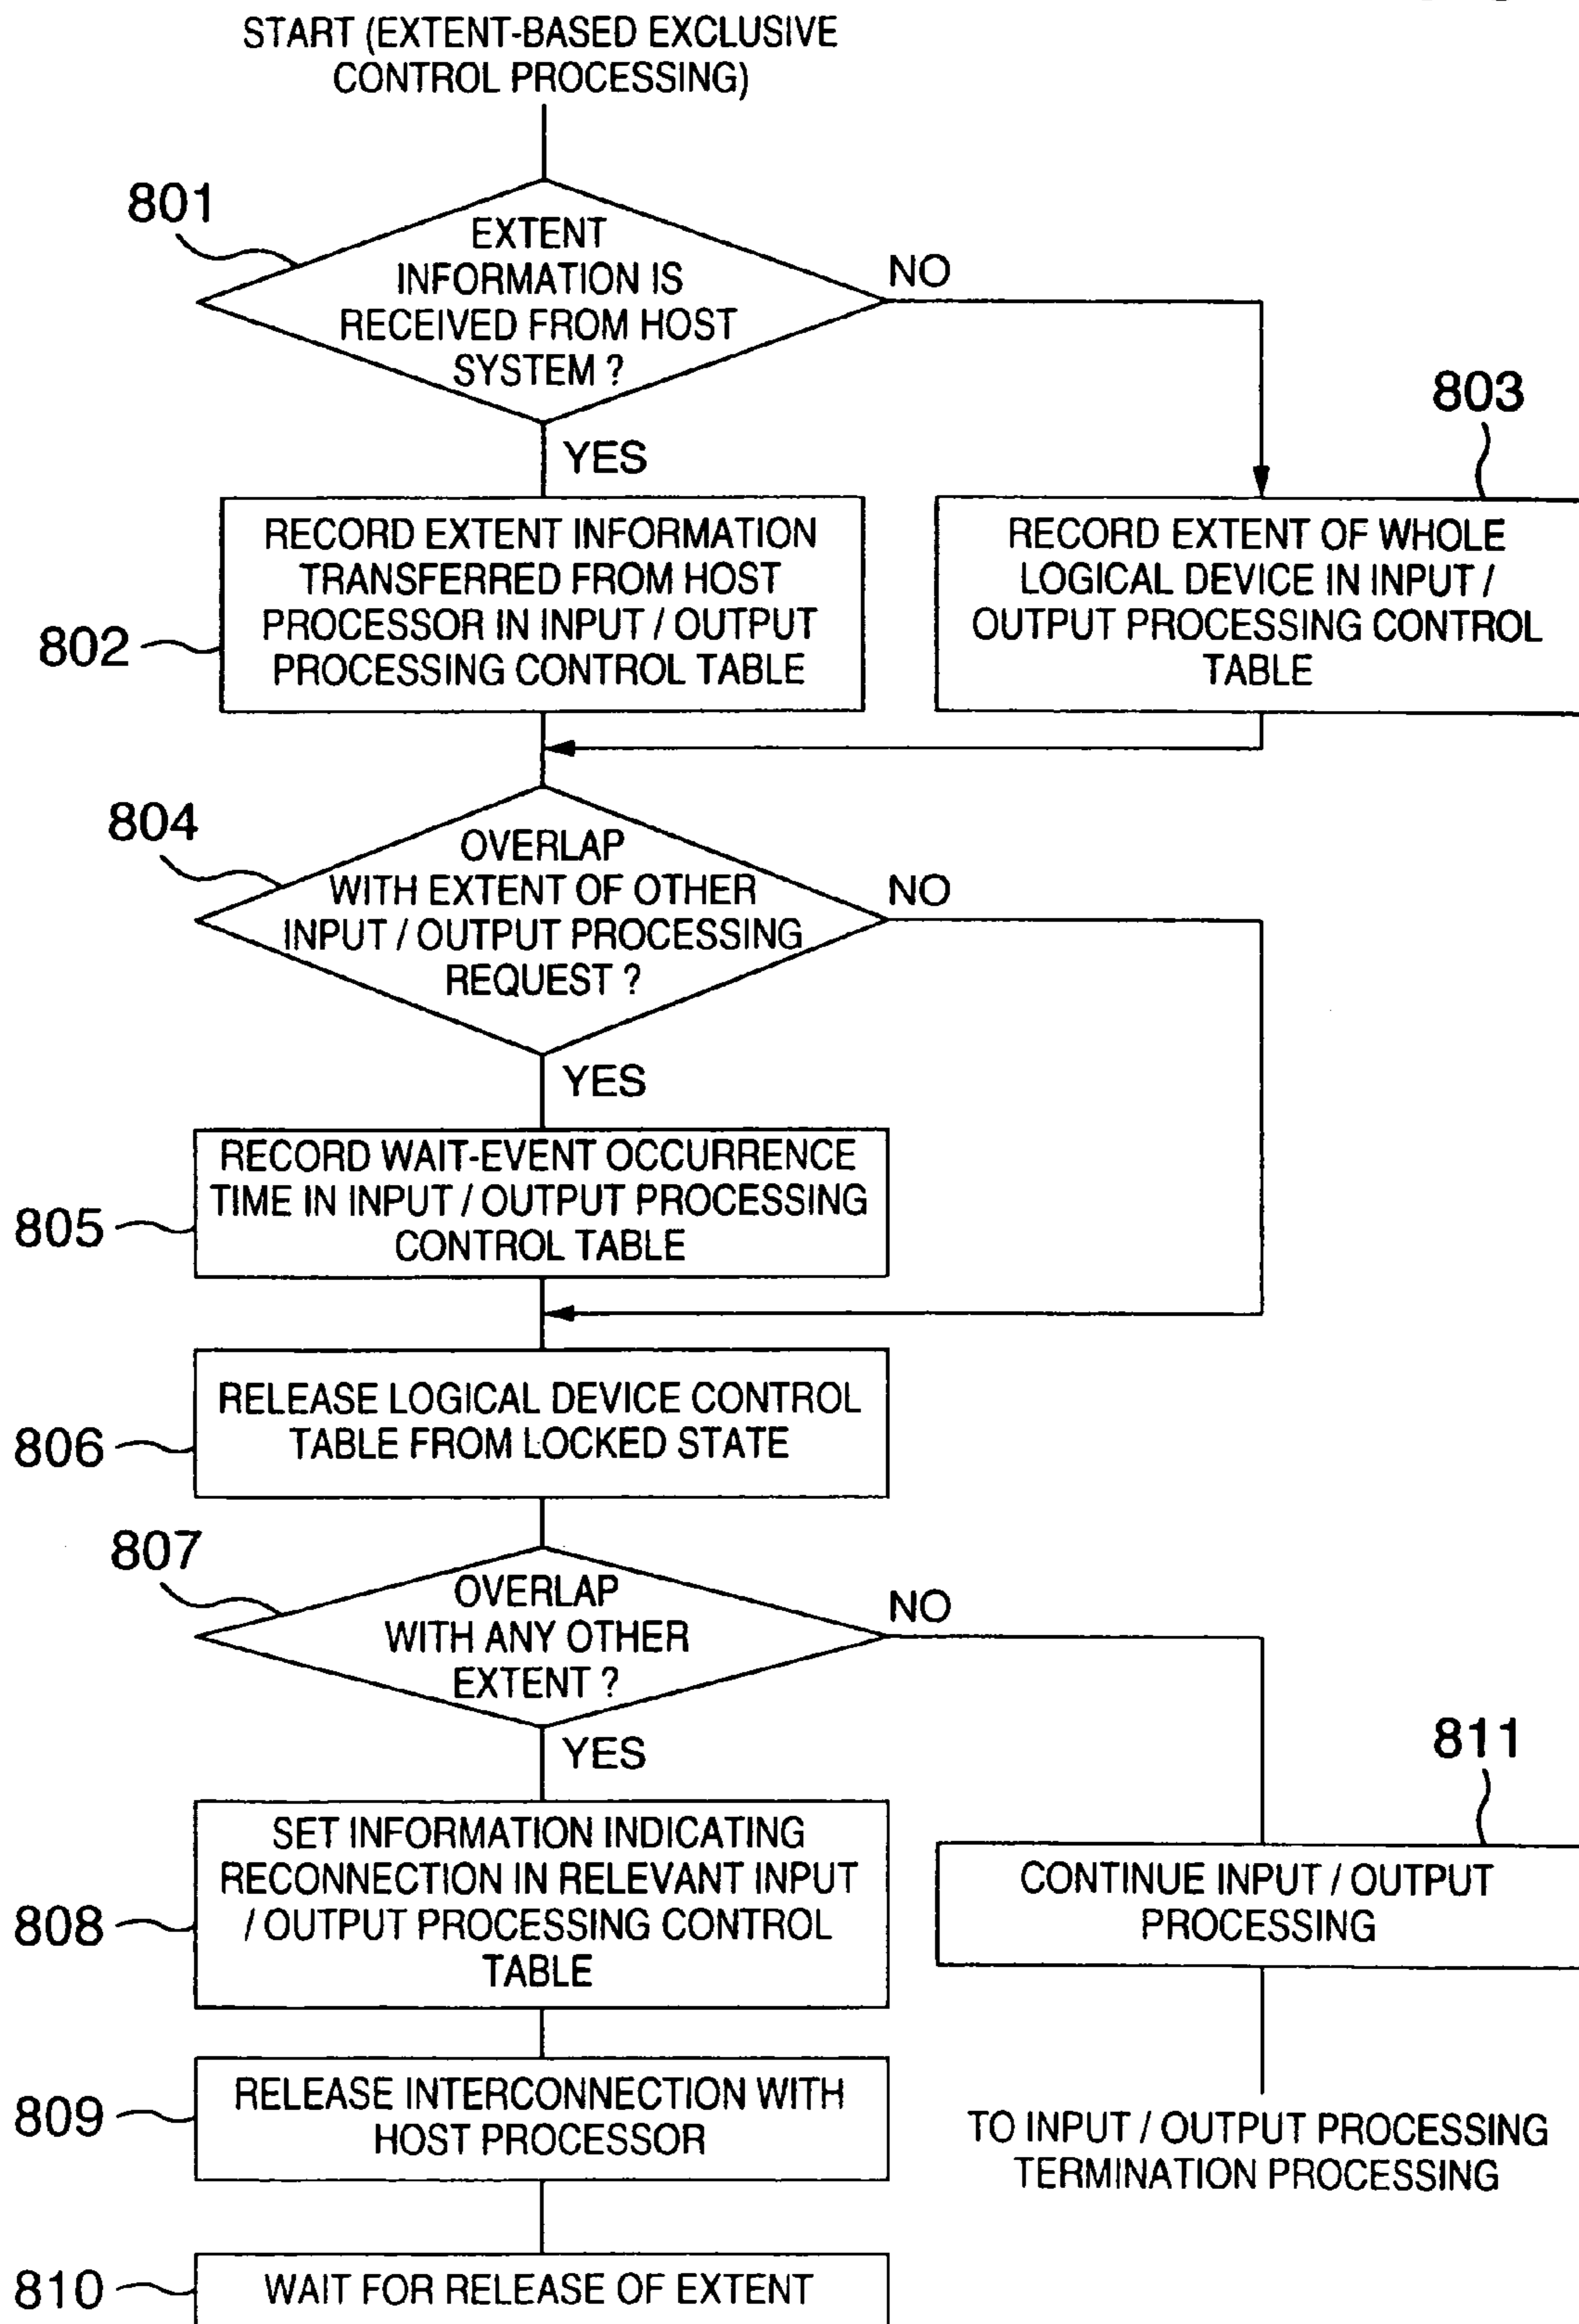 START (EXTENT-BASED EXCLUSIVE
CONTROL PROCESSING)
801
EXTENT
INFORMATION IS
RECEIVED FROM HOST
SYSTEM ?
NO
YES
803
802
RECORD EXTENT INFORMATION
TRANSFERRED FROM HOST
PROCESSOR IN INPUT / OUTPUT
PROCESSING CONTROL TABLE
RECORD EXTENT OF WHOLE
LOGICAL DEVICE IN INPUT /
OUTPUT PROCESSING CONTROL
TABLE
804
OVERLAP
WITH EXTENT OF OTHER
INPUT / OUTPUT PROCESSING
REQUEST ?
NO
YES
805
RECORD WAIT-EVENT OCCURRENCE
TIME IN INPUT / OUTPUT PROCESSING
CONTROL TABLE
806
RELEASE LOGICAL DEVICE CONTROL
TABLE FROM LOCKED STATE
807
OVERLAP
WITH ANY OTHER
EXTENT ?
NO
YES
811
808
SET INFORMATION INDICATING
RECONNECTION IN RELEVANT INPUT
/ OUTPUT PROCESSING CONTROL
TABLE
CONTINUE INPUT / OUTPUT
PROCESSING
809
RELEASE INTERCONNECTION WITH
HOST PROCESSOR
TO INPUT / OUTPUT PROCESSING
TERMINATION PROCESSING
810
WAIT FOR RELEASE OF EXTENT